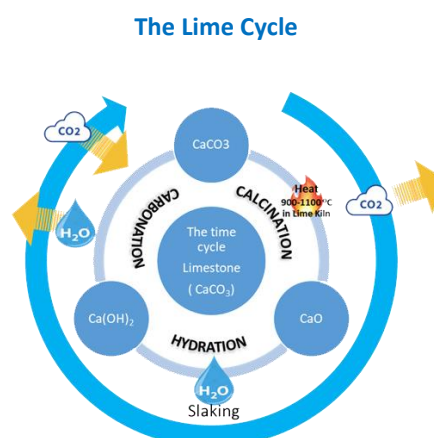 The Lime Cycle
CO2
CaCO3
Heat
900-1100°C
in Lime Kiln
CO2
CARBONATION
CALCINATION
The time
cycle
Limestone
( CaCO₃)
H₂O
Ca(OH)₂
CaO
HYDRATION
H₂O
Slaking